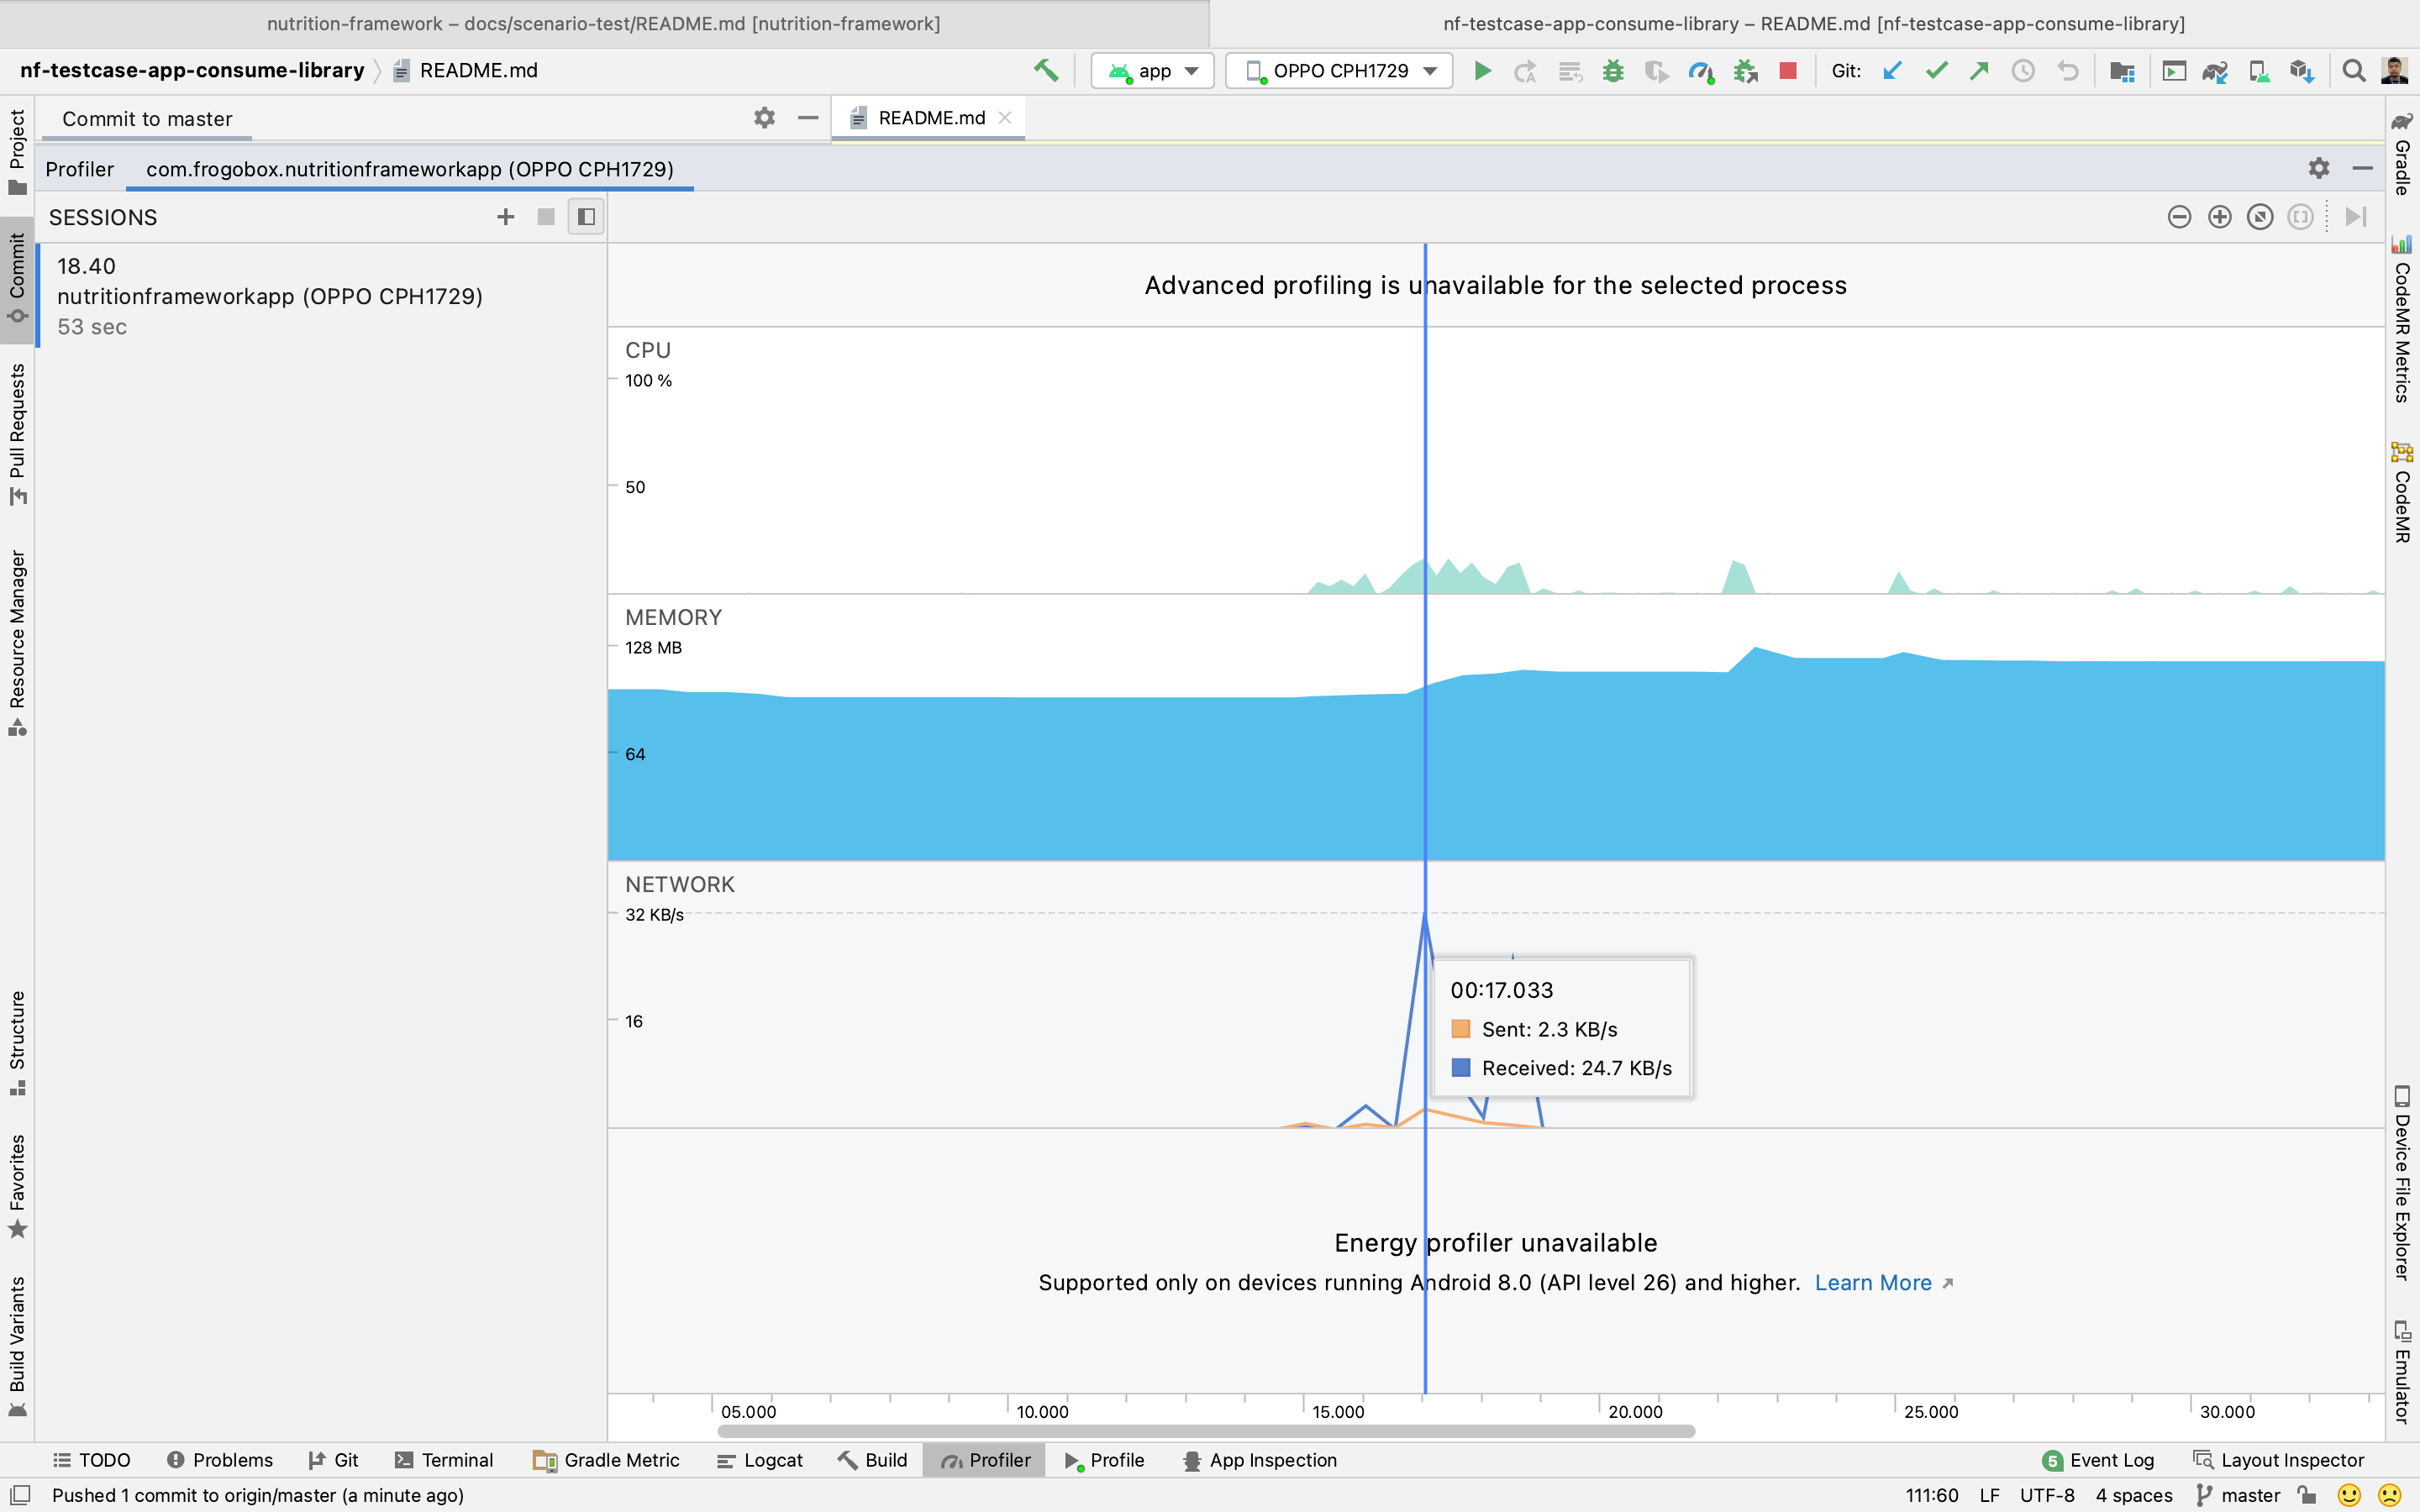 nutrition-framework – docs/scenario-test/README.md [nutrition-framework]
nf-testcase-app-consume-library – README.md [nf-testcase-app-consume-library]
nf-testcase-app-consume-library
README.md
app
OPPO CPH1729
Git:
Commit to master
README.md
Profiler
com.frogobox.nutritionframeworkapp (OPPO CPH1729)
SESSIONS
18.40
nutritionframeworkapp (OPPO CPH1729)
53 sec
Advanced profiling is unavailable for the selected process
CPU
100 %
50
MEMORY
128 MB
64
NETWORK
32 KB/s
16
00:17.033
Sent: 2.3 KB/s
Received: 24.7 KB/s
Energy profiler unavailable
Supported only on devices running Android 8.0 (API level 26) and higher. Learn More
05.000
10.000
15.000
20.000
25.000
30.000
Project
Commit
Pull Requests
Resource Manager
Structure
Favorites
Build Variants
Gradle
CodeMR Metrics
CodeMR
Device File Explorer
Emulator
TODO
Problems
Git
Terminal
Gradle Metric
Logcat
Build
Profiler
Profile
App Inspection
5
Event Log
Layout Inspector
Pushed 1 commit to origin/master (a minute ago)
111:60
LF
UTF-8
4 spaces
master